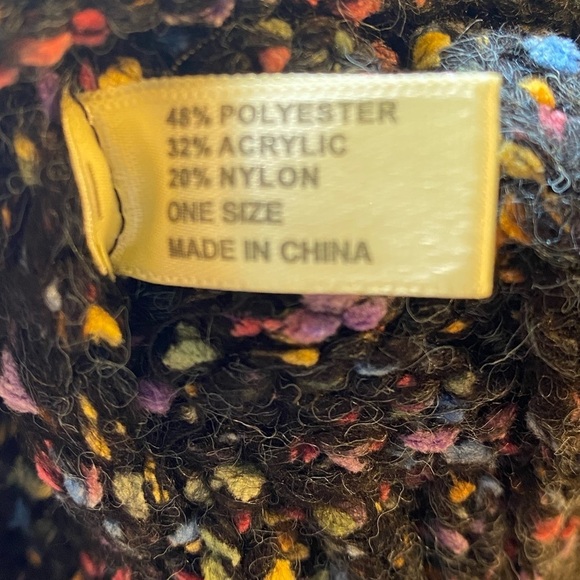 48% POLYESTER
32% ACRYLIC
20% NYLON
ONE SIZE
MADE IN CHINA